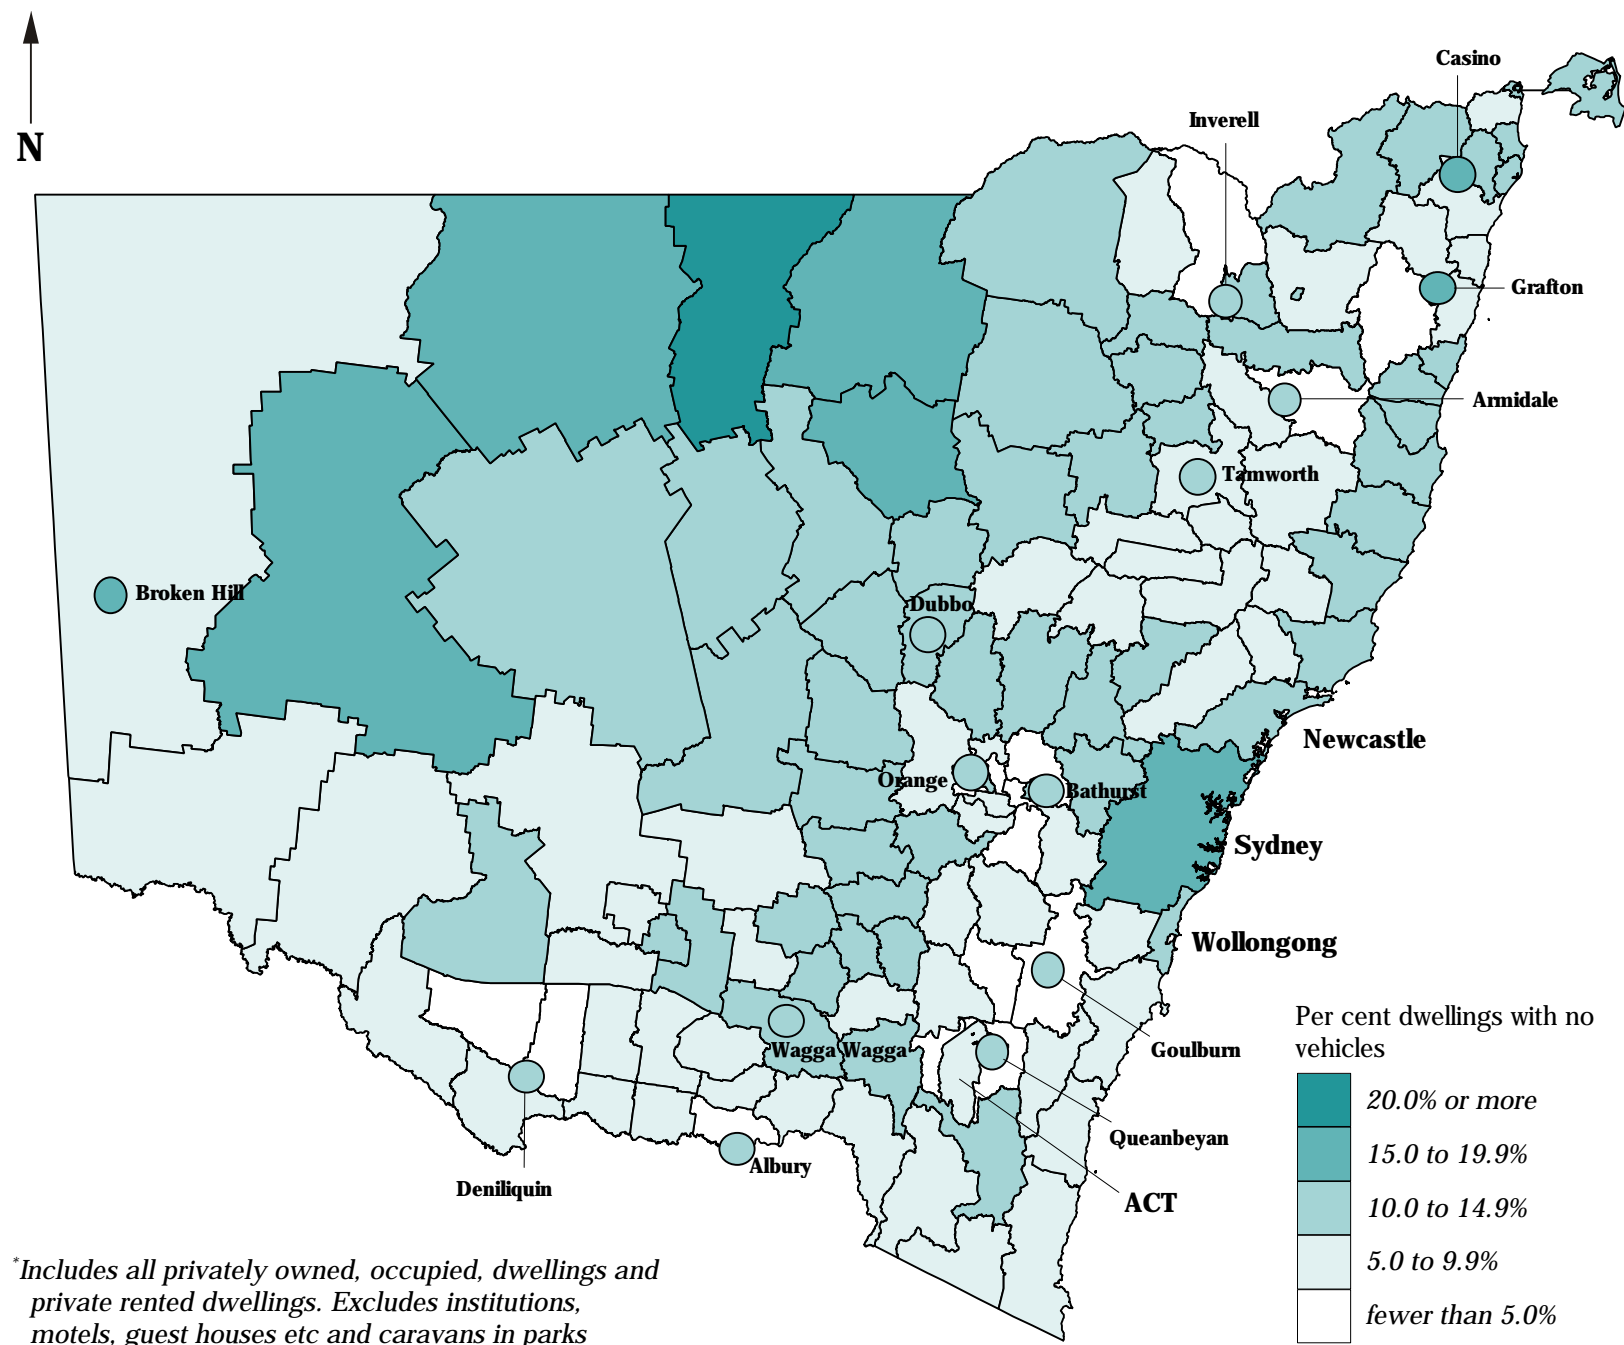 N
Casino
Inverell
Grafton
Armidale
Tamworth
Broken Hill
Dubbo
Newcastle
Orange
Bathurst
Sydney
Wollongong
Goulburn
Wagga Wagga
Queanbeyan
Albury
Deniliquin
ACT
Per cent dwellings with no
vehicles
20.0% or more
15.0 to 19.9%
10.0 to 14.9%
5.0 to 9.9%
fewer than 5.0%
*Includes all privately owned, occupied, dwellings and
private rented dwellings. Excludes institutions,
motels, guest houses etc and caravans in parks